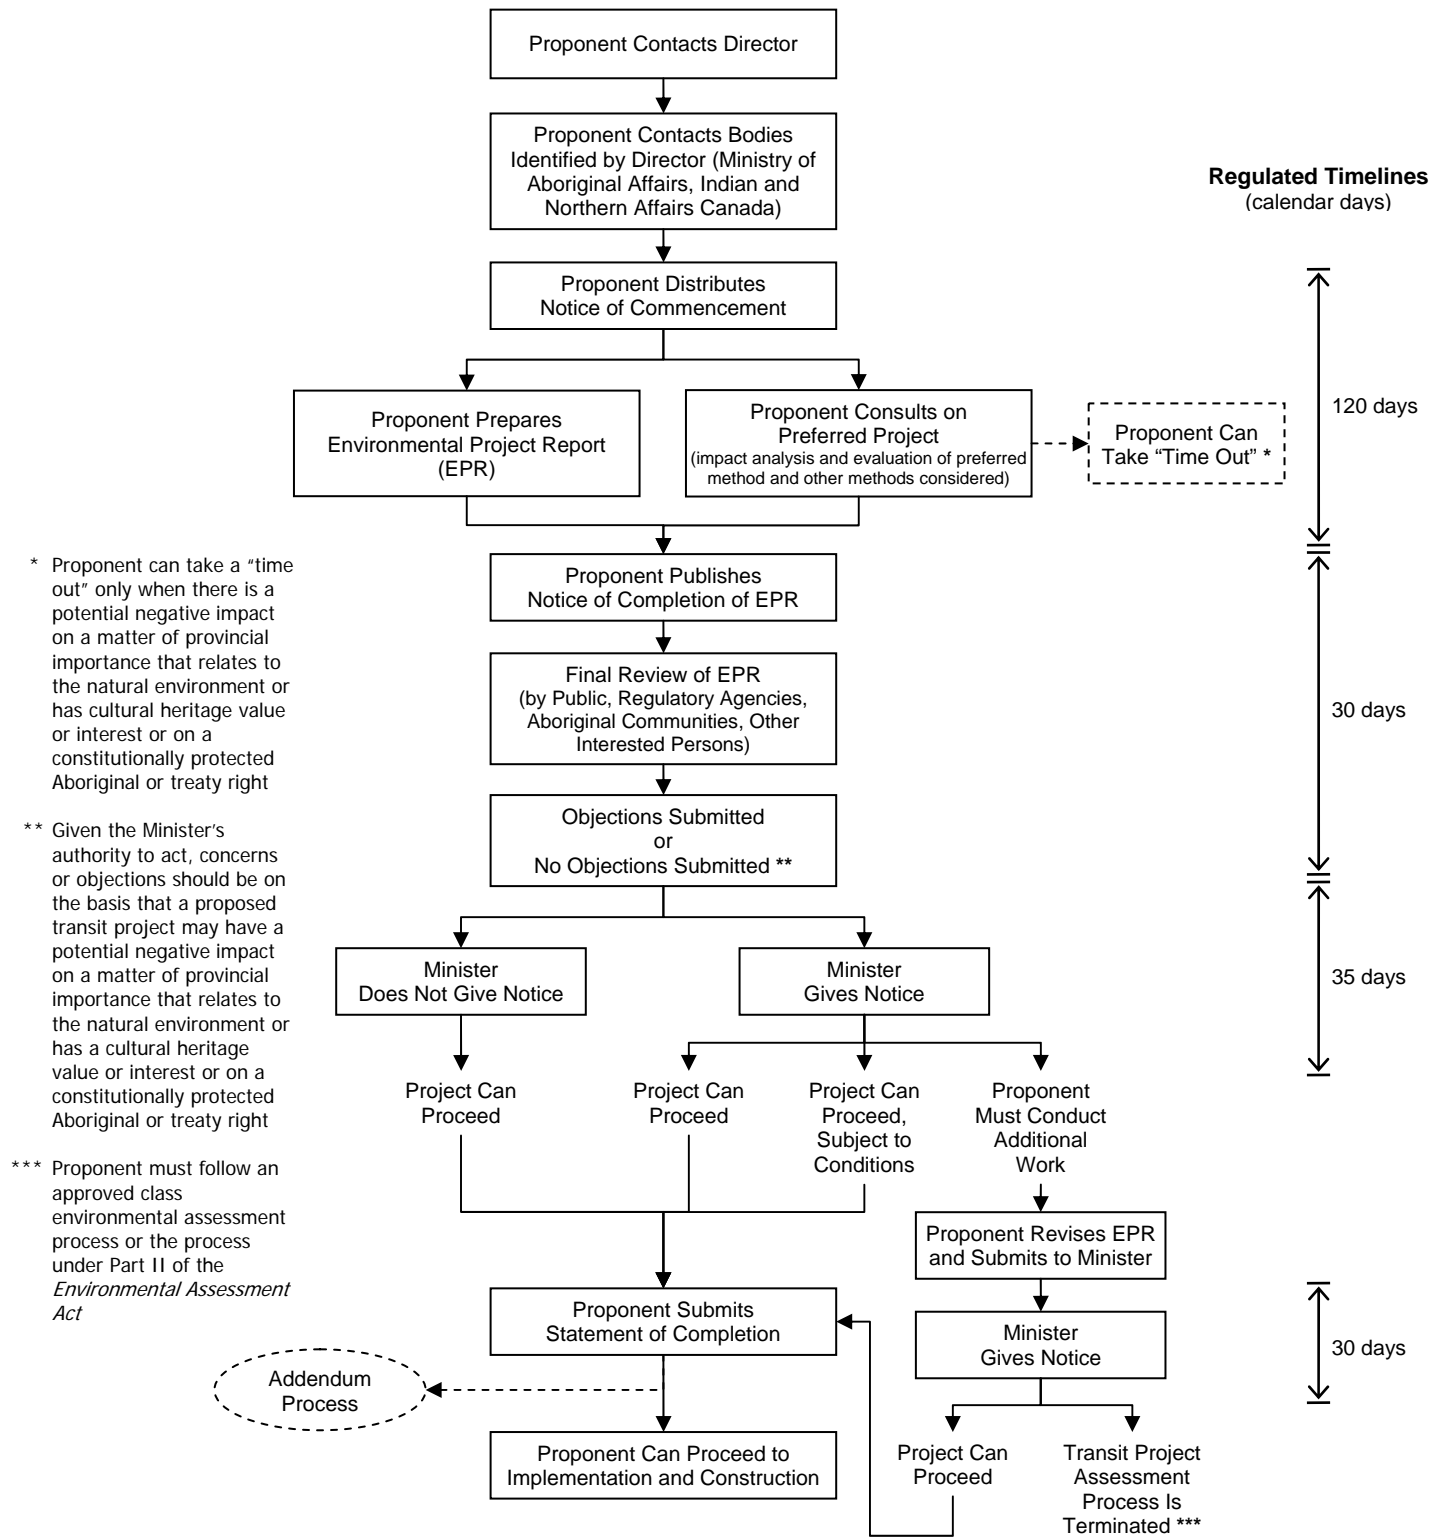 Proponent Contacts Director
Proponent Contacts Bodies
Identified by Director (Ministry of
Aboriginal Affairs, Indian and
Northern Affairs Canada)
Regulated Timelines
(calendar days)
Proponent Distributes
Notice of Commencement
Proponent Prepares
Environmental Project Report
(EPR)
Proponent Consults on
Preferred Project
(impact analysis and evaluation of preferred
method and other methods considered)
Proponent Can
Take “Time Out” *
120 days
* Proponent can take a “time
out” only when there is a
potential negative impact
on a matter of provincial
importance that relates to
the natural environment or
has cultural heritage value
or interest or on a
constitutionally protected
Aboriginal or treaty right
Proponent Publishes
Notice of Completion of EPR
Final Review of EPR
(by Public, Regulatory Agencies,
Aboriginal Communities, Other
Interested Persons)
30 days
Objections Submitted
or
No Objections Submitted **
** Given the Minister’s
authority to act, concerns
or objections should be on
the basis that a proposed
transit project may have a
potential negative impact
on a matter of provincial
importance that relates to
the natural environment or
has a cultural heritage
value or interest or on a
constitutionally protected
Aboriginal or treaty right
Minister
Does Not Give Notice
Minister
Gives Notice
35 days
Project Can
Proceed
Project Can
Proceed
Project Can
Proceed,
Subject to
Conditions
Proponent
Must Conduct
Additional
Work
*** Proponent must follow an
approved class
environmental assessment
process or the process
under Part II of the
Environmental Assessment
Act
Proponent Revises EPR
and Submits to Minister
Proponent Submits
Statement of Completion
Minister
Gives Notice
30 days
Addendum
Process
Proponent Can Proceed to
Implementation and Construction
Project Can
Proceed
Transit Project
Assessment
Process Is
Terminated ***